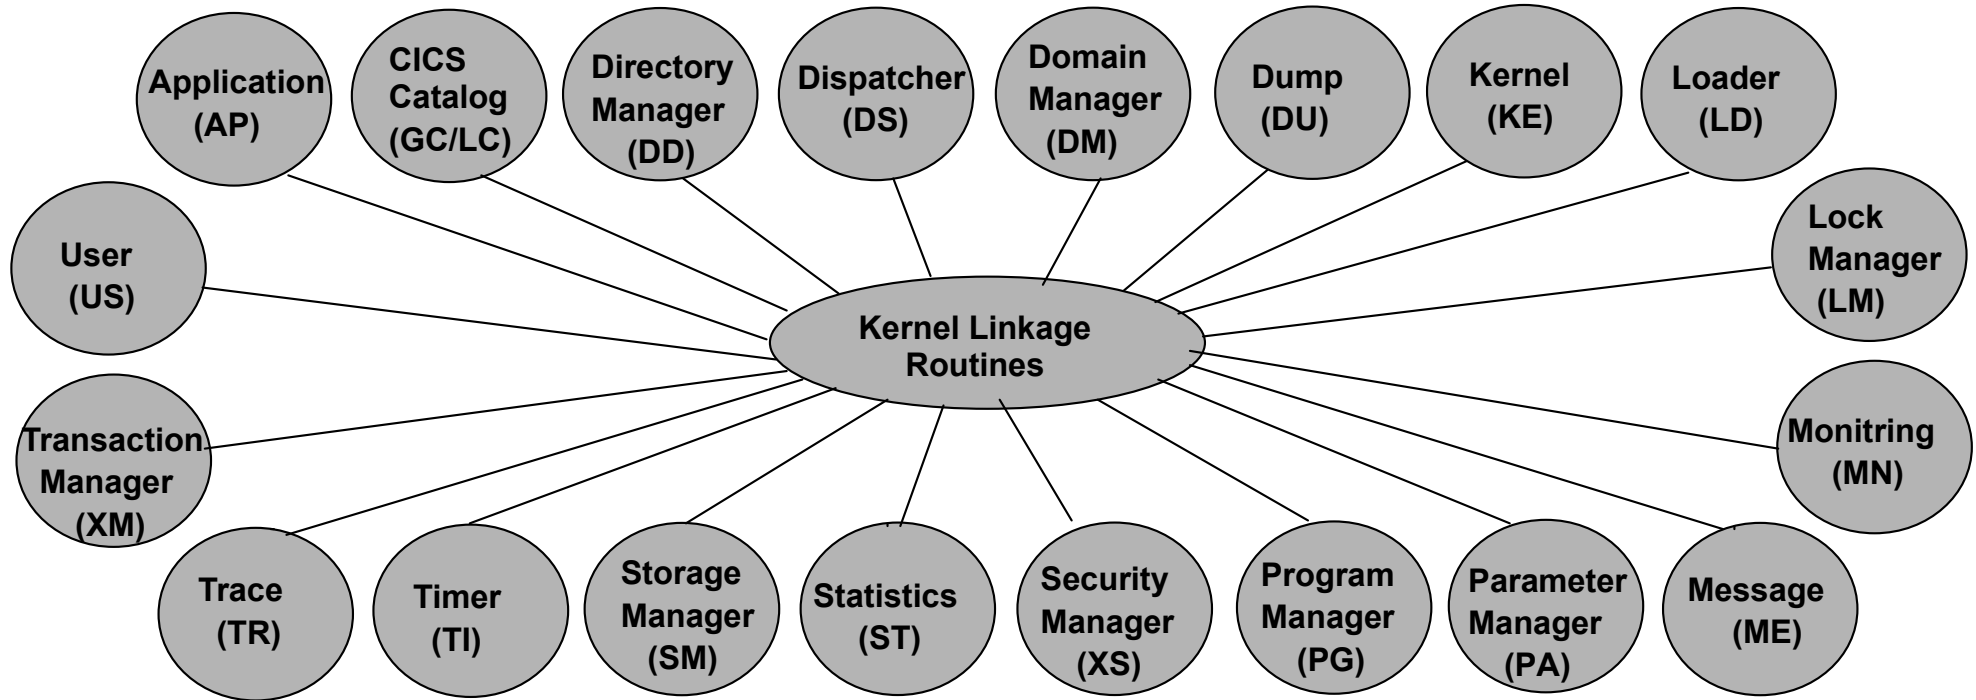 Application
(AP)
CICS
Catalog
(GC/LC)
Directory
Manager
(DD)
Dispatcher
(DS)
Domain
Manager
(DM)
Dump
(DU)
Kernel
(KE)
Loader
(LD)
User
(US)
Lock
Manager
(LM)
Kernel Linkage
Routines
Transaction
Manager
(XM)
Monitring
(MN)
Trace
(TR)
Timer
(TI)
Storage
Manager
(SM)
Statistics
(ST)
Security
Manager
(XS)
Program
Manager
(PG)
Parameter
Manager
(PA)
Message
(ME)